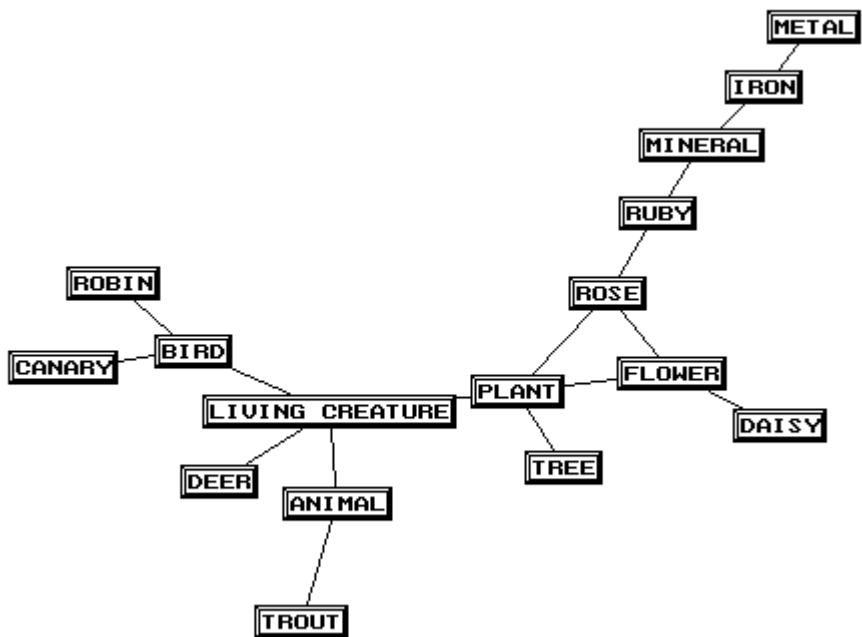 METAL
IRON
MINERAL
RUBY
ROBIN
ROSE
BIRD
CANARY
FLOWER
PLANT
LIVING CREATURE
DAISY
TREE
DEER
ANIMAL
TROUT